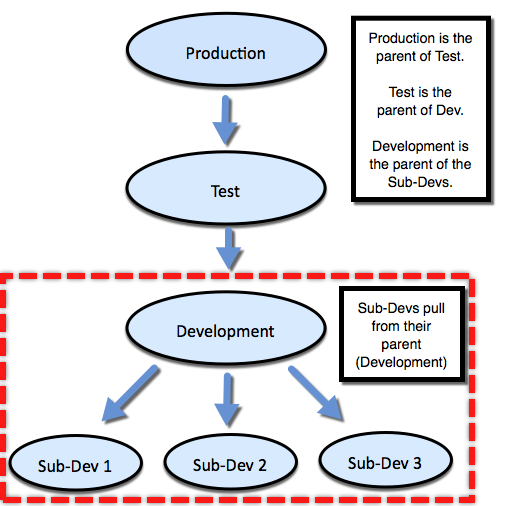 Production
Production is the
parent of Test.
Test is the
parent of Dev.
Development is
the parent of the
Sub-Devs.
Test
Development
Sub-Devs pull
from their
parent
(Development)
Sub-Dev 1
Sub-Dev 2
Sub-Dev 3